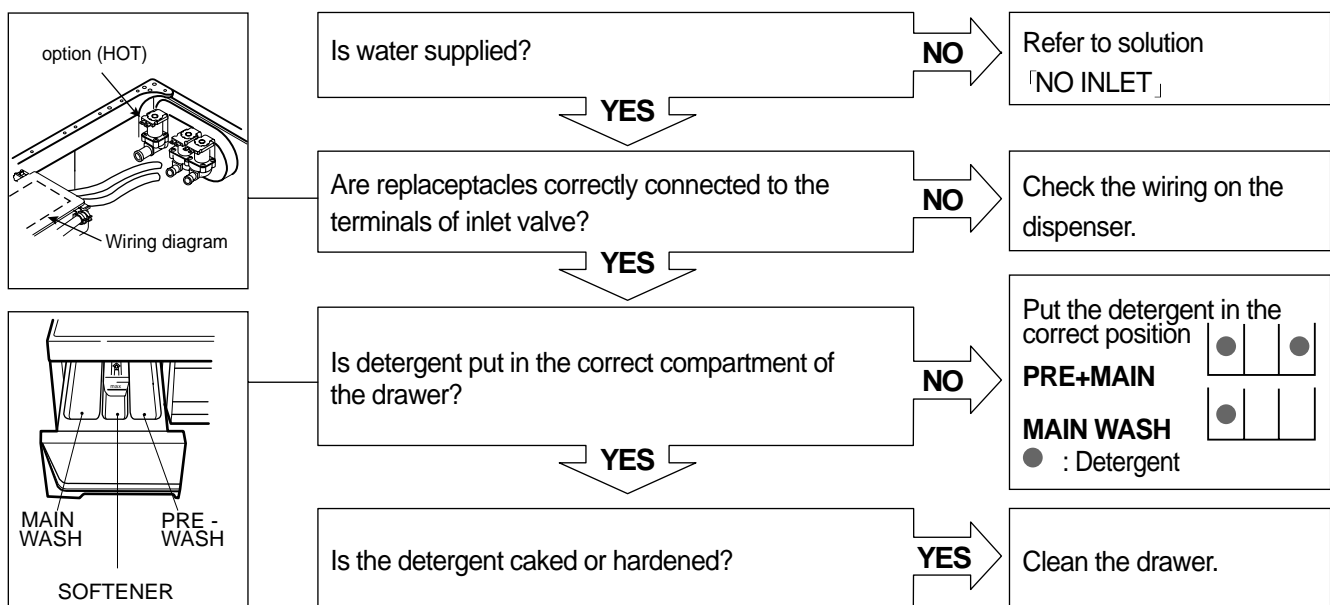 option (HOT)
Wiring diagram
Is water supplied?
NO
Refer to solution
「NO INLET」
YES
Are replaceptacles correctly connected to the
terminals of inlet valve?
NO
Check the wiring on the
dispenser.
YES
MAIN
WASH
PRE -
WASH
SOFTENER
max
Is detergent put in the correct compartment of
the drawer?
NO
Put the detergent in the
correct position
PRE+MAIN
MAIN WASH
● : Detergent
YES
Is the detergent caked or hardened?
YES
Clean the drawer.